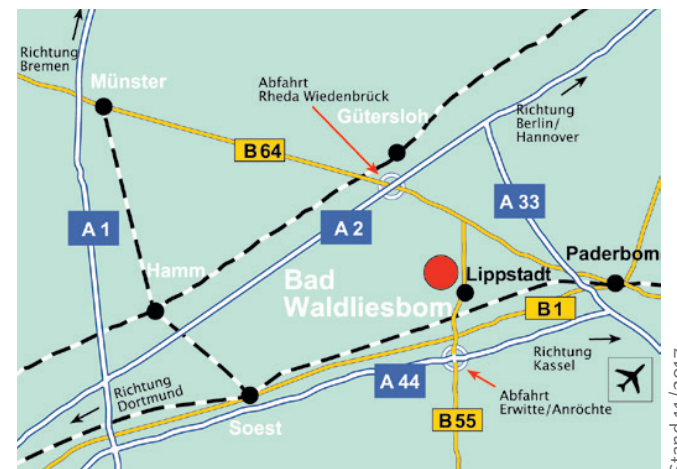 Richtung
Bremen
Münster
Abfahrt
Rheda Wiedenbrück
Gütersloh
Richtung
Berlin/
Hannover
B 64
A 1
A 2
A 33
Hamm
Bad
Waldliesborn
Lippstadt
Paderborn
B 1
Richtung
Kassel
Richtung
Dortmund
A 44
Abfahrt
Erwitte/Anröchte
Soest
B 55
Stand 11/2017